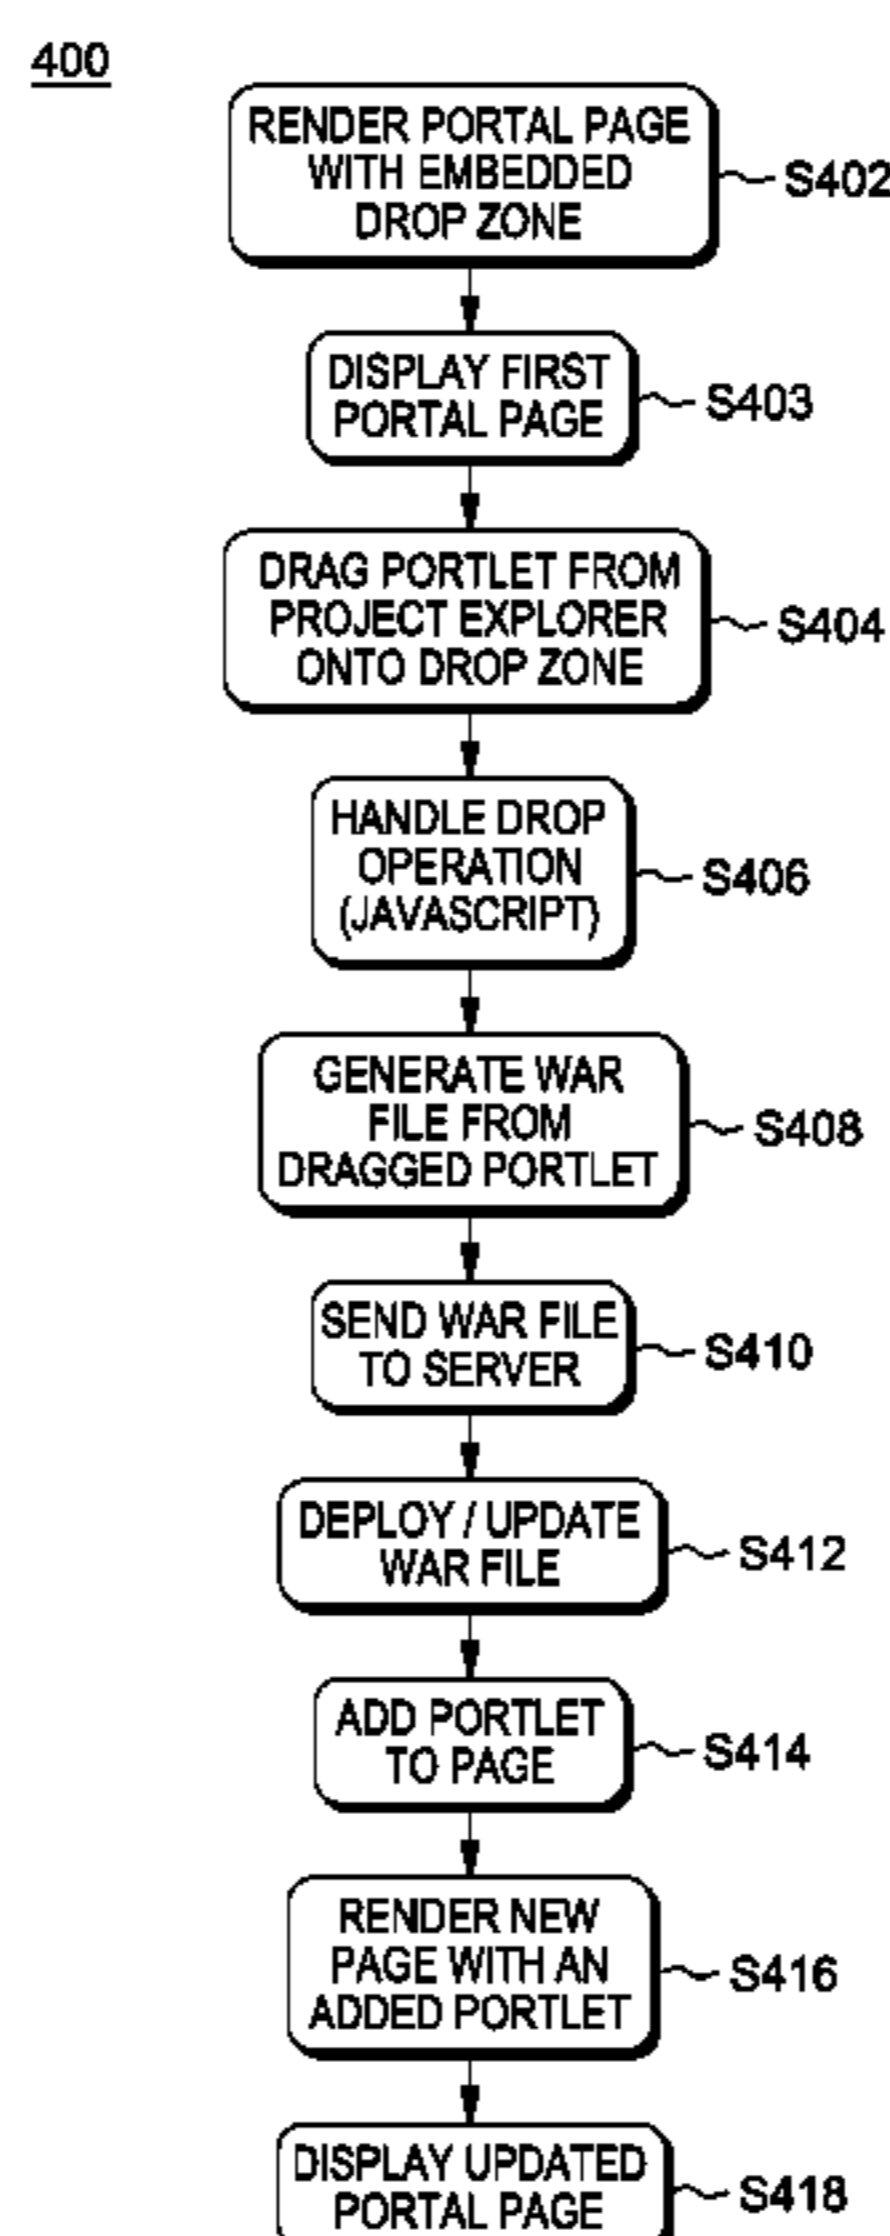 400
RENDER PORTAL PAGE
WITH EMBEDDED
DROP ZONE
S402
DISPLAY FIRST
PORTAL PAGE
S403
DRAG PORTLET FROM
PROJECT EXPLORER
ONTO DROP ZONE
S404
HANDLE DROP
OPERATION
(JAVASCRIPT)
S406
GENERATE WAR
FILE FROM
DRAGGED PORTLET
S408
SEND WAR FILE
TO SERVER
S410
DEPLOY / UPDATE
WAR FILE
S412
ADD PORTLET
TO PAGE
S414
RENDER NEW
PAGE WITH AN
ADDED PORTLET
S416
DISPLAY UPDATED
PORTAL PAGE
S418